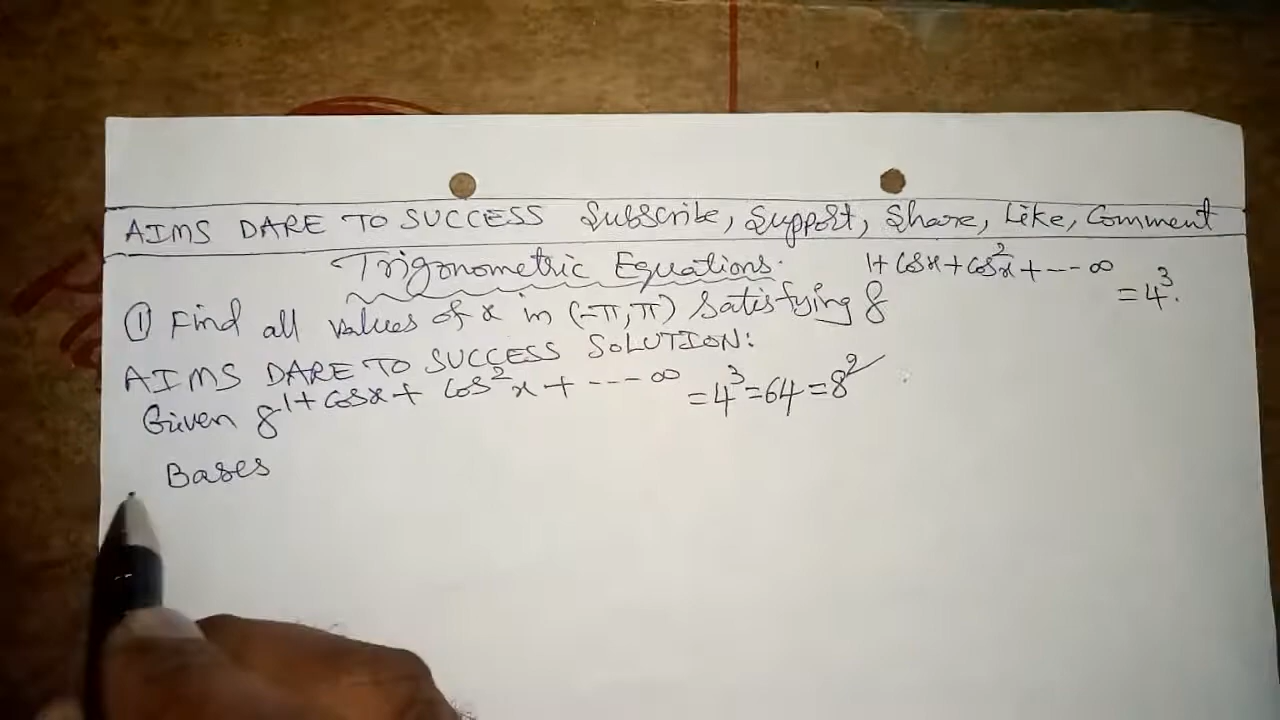 AIMS DARE TO SUCCESS Subscribe, Support, Share, Like, Comment
Trigonometric Equations.
① Find all values of x in (-π,π) satisfying 8^{1+cosx+cos²x+----∞} = 4³.
AIMS DARE TO SUCCESS SOLUTION:
Given 8^{1+cosx+cos²x+----∞} = 4³=64=8²
Bases